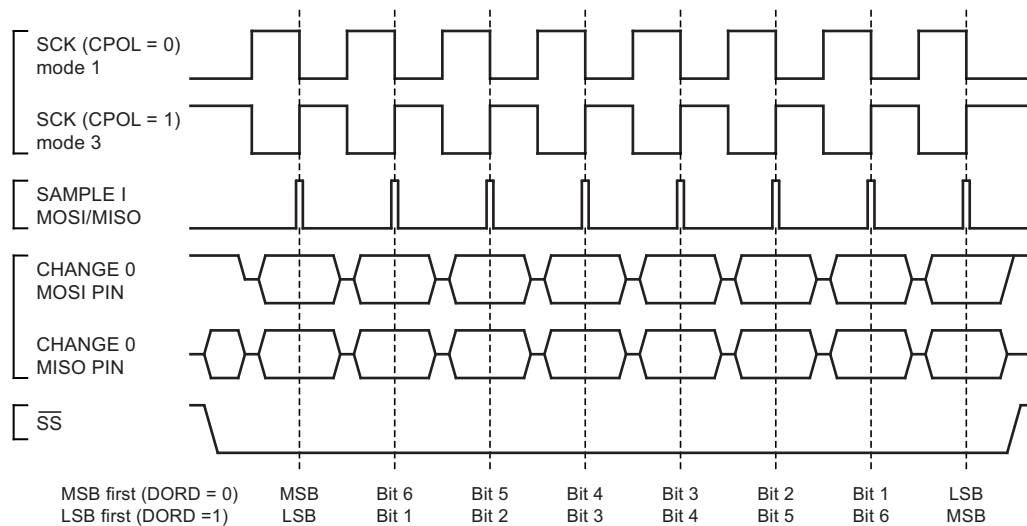 SCK (CPOL = 0)
mode 1
SCK (CPOL = 1)
mode 3
SAMPLE I
MOSI/MISO
CHANGE 0
MOSI PIN
CHANGE 0
MISO PIN
SS
MSB first (DORD = 0) MSB Bit 6 Bit 5 Bit 4 Bit 3 Bit 2 Bit 1 LSB
LSB first (DORD =1) LSB Bit 1 Bit 2 Bit 3 Bit 4 Bit 5 Bit 6 MSB